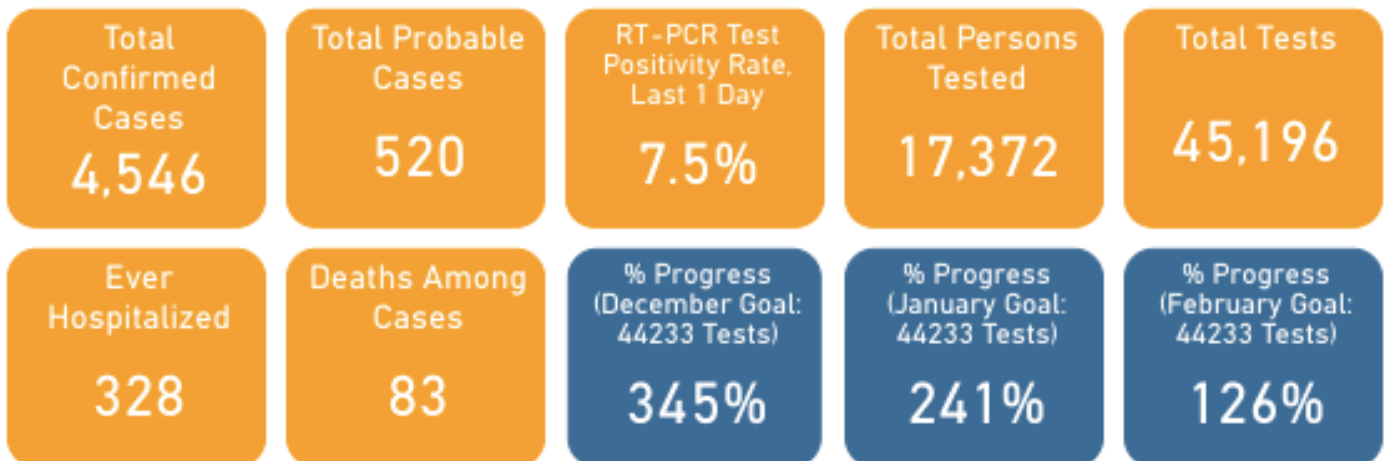 Total
Confirmed
Cases
4,546
Total Probable
Cases
520
RT-PCR Test
Positivity Rate,
Last 1 Day
7.5%
Total Persons
Tested
17,372
Total Tests
45,196
Ever
Hospitalized
328
Deaths Among
Cases
83
% Progress
(December Goal:
44233 Tests)
345%
% Progress
(January Goal:
44233 Tests)
241%
% Progress
(February Goal:
44233 Tests)
126%